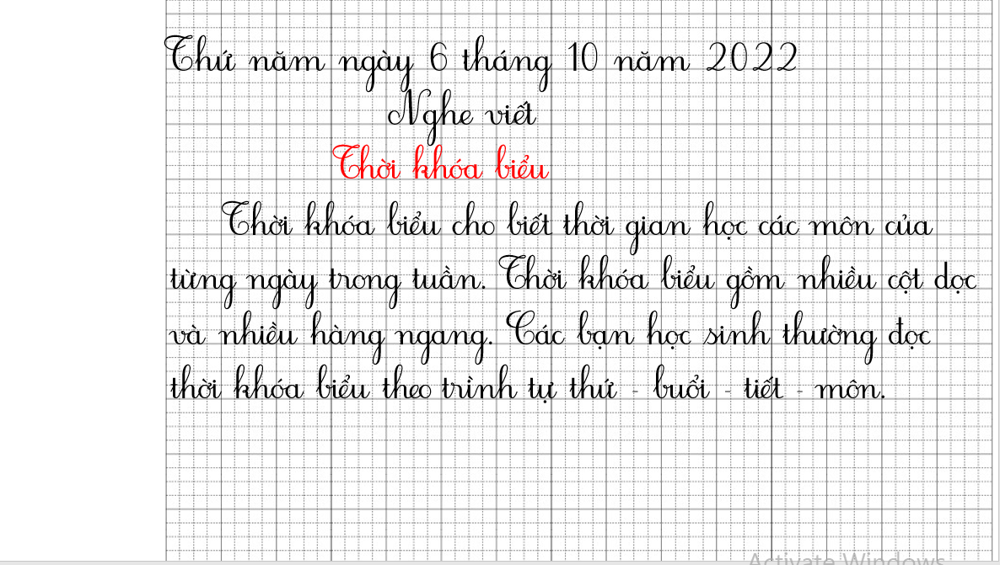 Thứ năm ngày 6 tháng 10 năm 2022
Nghe viết
Thời khóa biểu
Thời khóa biểu cho biết thời gian học các môn của
từng ngày trong tuần. Thời khóa biểu gồm nhiều cột dọc
và nhiều hàng ngang. Các bạn học sinh thường đọc
thời khóa biểu theo trình tự thứ - buổi - tiết - môn.
Activate Windows